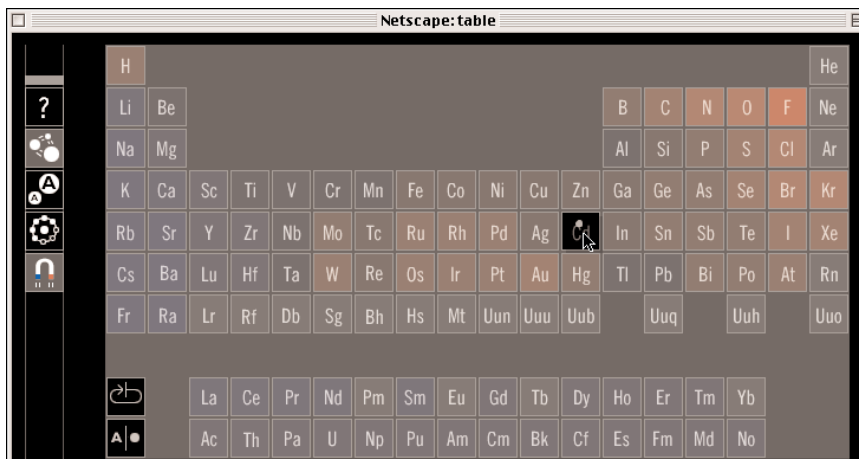 Netscape: table
H He
? Li Be B C N O F Ne
Na Mg Al Si P S Cl Ar
A A K Ca Sc Ti V Cr Mn Fe Co Ni Cu Zn Ga Ge As Se Br Kr
Rb Sr Y Zr Nb Mo Tc Ru Rh Pd Ag Cd In Sn Sb Te I Xe
Cs Ba Lu Hf Ta W Re Os Ir Pt Au Hg Tl Pb Bi Po At Rn
Fr Ra Lr Rf Db Sg Bh Hs Mt Uun Uuu Uub Uuq Uuh Uuo
La Ce Pr Nd Pm Sm Eu Gd Tb Dy Ho Er Tm Yb
A Ac Th Pa U Np Pu Am Cm Bk Cf Es Fm Md No